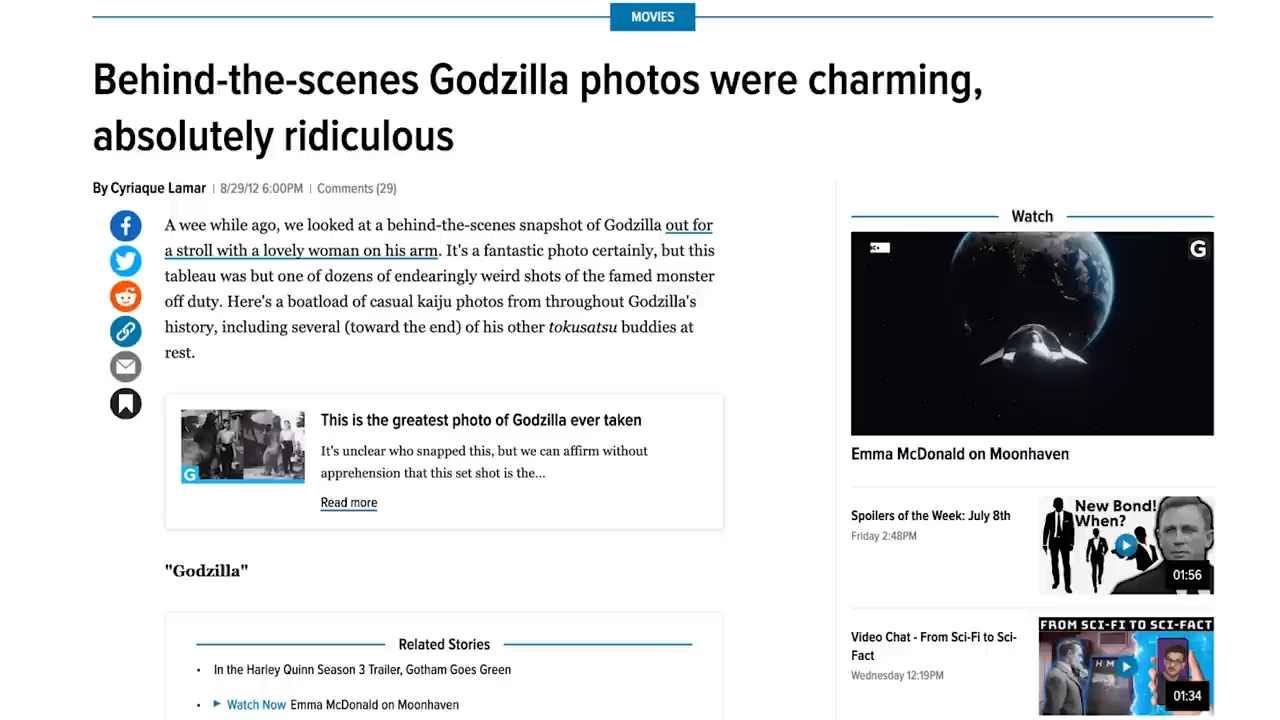 MOVIES
Behind-the-scenes Godzilla photos were charming,
absolutely ridiculous
By Cyriaque Lamar | 8/29/12 6:00PM | Comments (29)
A wee while ago, we looked at a behind-the-scenes snapshot of Godzilla out for
a stroll with a lovely woman on his arm. It's a fantastic photo certainly, but this
tableau was but one of dozens of endearingly weird shots of the famed monster
off duty. Here's a boatload of casual kaiju photos from throughout Godzilla's
history, including several (toward the end) of his other tokusatsu buddies at
rest.
This is the greatest photo of Godzilla ever taken
It's unclear who snapped this, but we can affirm without
apprehension that this set shot is the...
Read more
G
"Godzilla"
Related Stories
• In the Harley Quinn Season 3 Trailer, Gotham Goes Green
• Watch Now Emma McDonald on Moonhaven
Watch
G
Emma McDonald on Moonhaven
Spoilers of the Week: July 8th
Friday 2:48PM
New Bond!
When?
01:56
Video Chat - From Sci-Fi to Sci-
Fact
Wednesday 12:19PM
FROM SCI-FI TO SCI-FACT
01:34